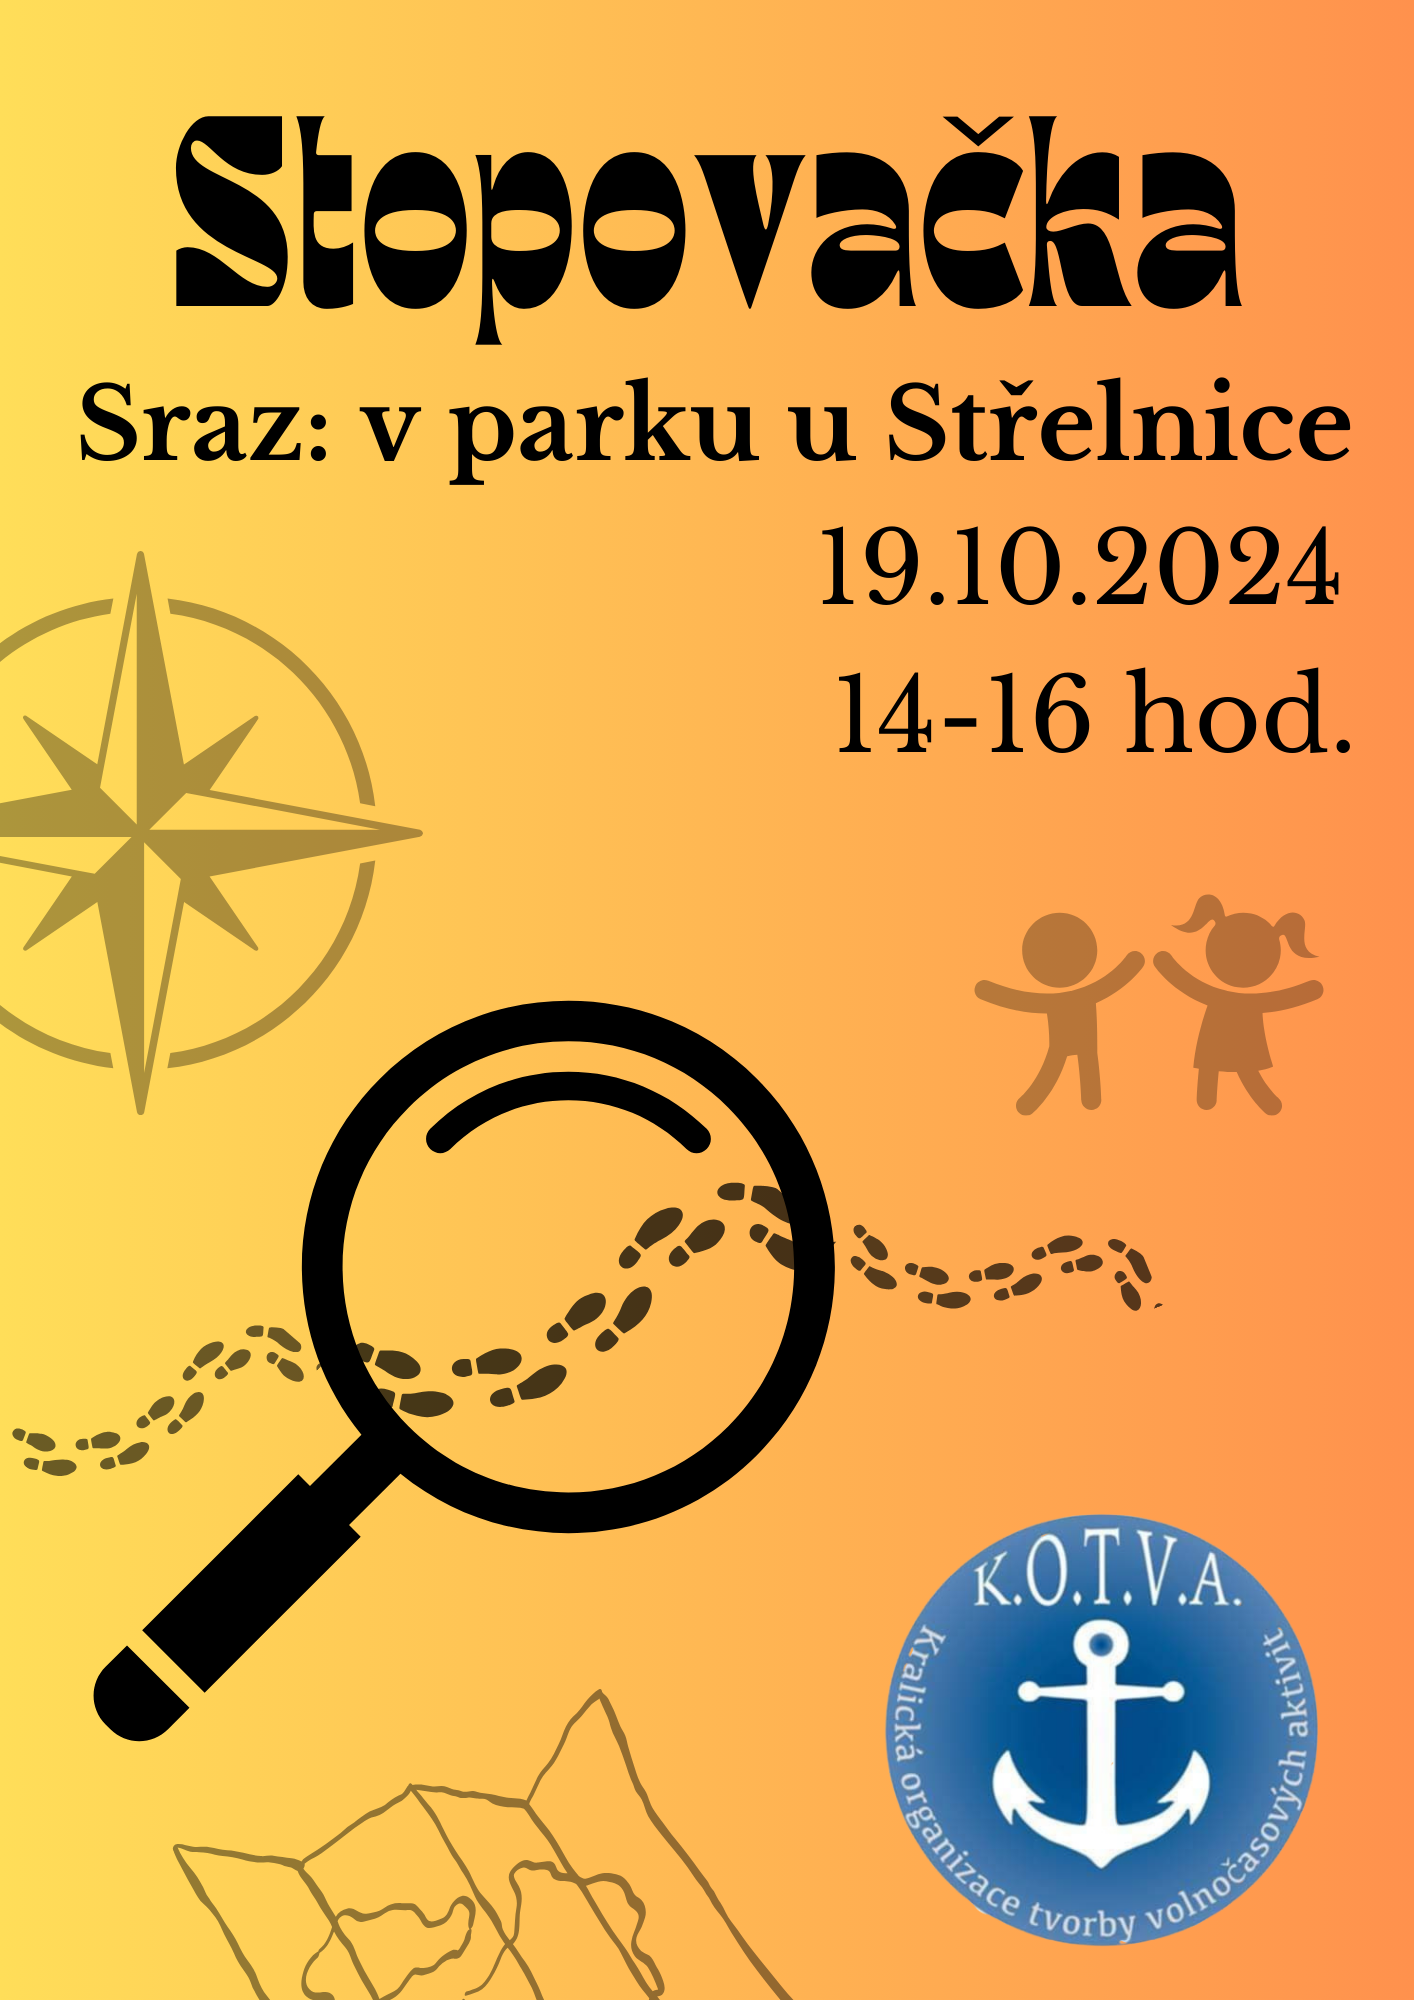 Stopovačka
Sraz: v parku u Střelnice
19.10.2024
14-16 hod.
K.O.T.V.A.
Kralická organizace tvorby volnočasových aktivit